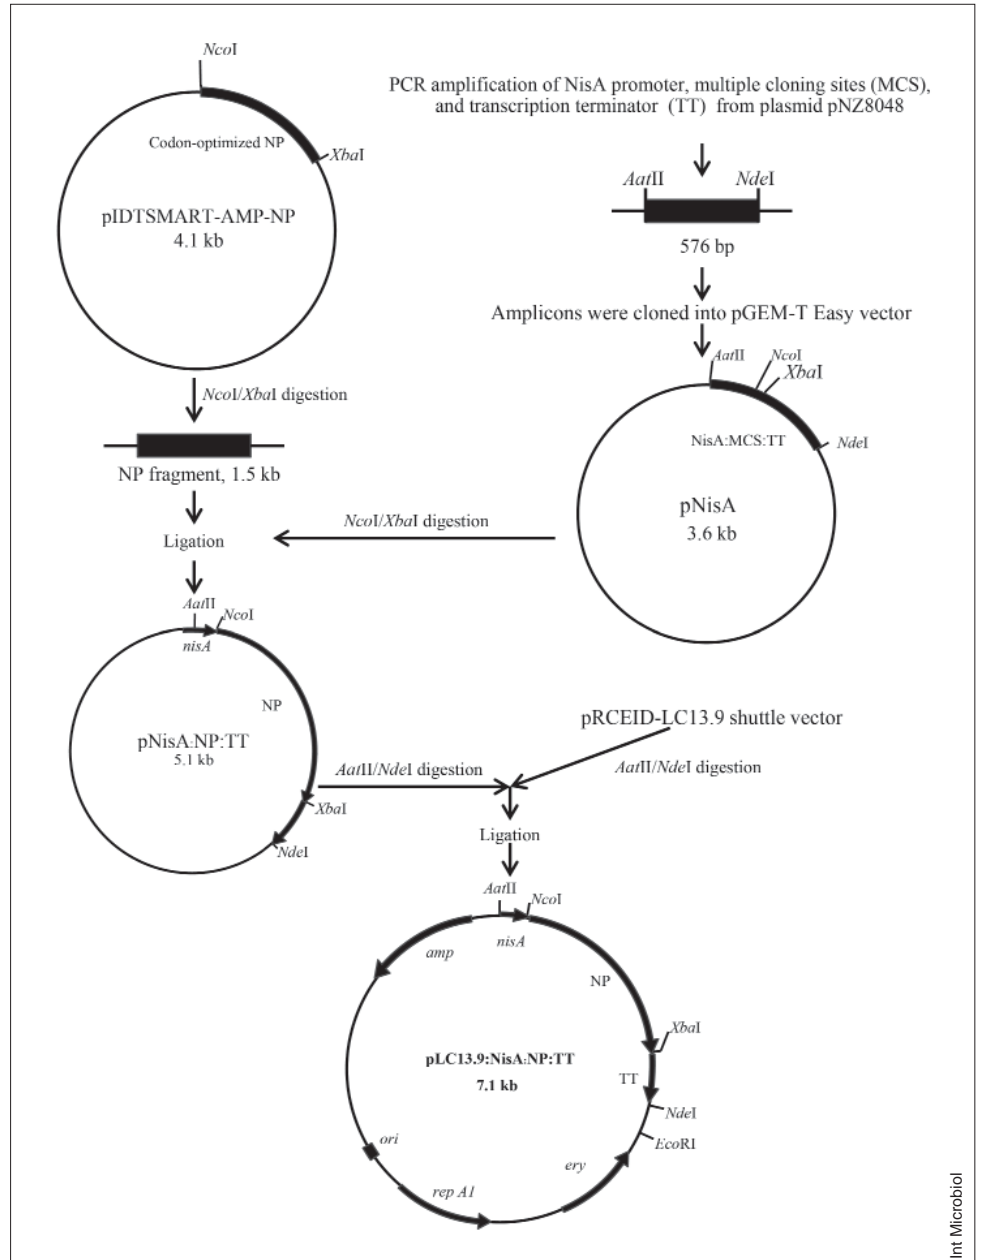 NcoI
Codon-optimized NP
XbaI
pIDTSMART-AMP-NP
4.1 kb
NcoI/XbaI digestion
NP fragment, 1.5 kb
Ligation
PCR amplification of NisA promoter, multiple cloning sites (MCS),
and transcription terminator (TT) from plasmid pNZ8048
AatII
NdeI
576 bp
Amplicons were cloned into pGEM-T Easy vector
AatII
NcoI
XbaI
NisA:MCS:TT
NdeI
pNisA
3.6 kb
NcoI/XbaI digestion
AatII
NcoI
nisA
NP
pNisA:NP:TT
5.1 kb
XbaI
NdeI
AatII/NdeI digestion
pRCEID-LC13.9 shuttle vector
AatII/NdeI digestion
Ligation
AatII
NcoI
nisA
amp
NP
XbaI
pLC13.9:NisA:NP:TT
7.1 kb
TT
NdeI
EcoRI
ori
ery
rep A1
Int Microbiol